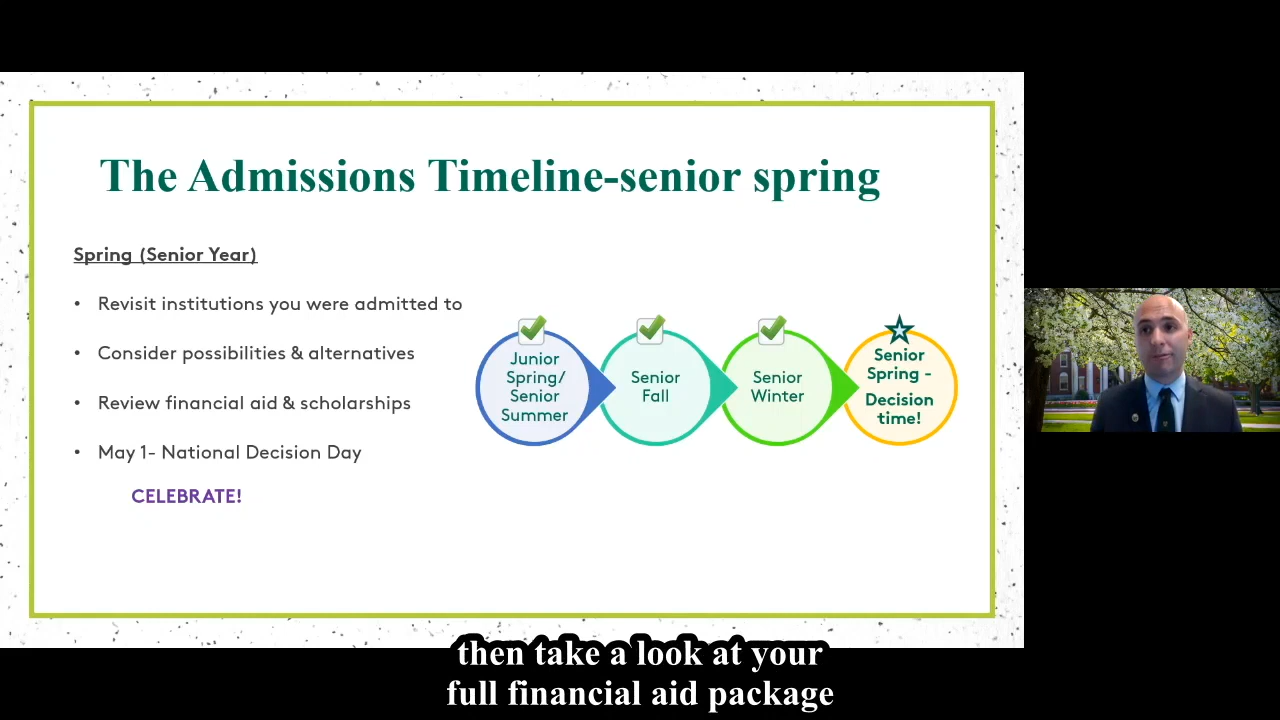 The Admissions Timeline-senior spring
Spring (Senior Year)
• Revisit institutions you were admitted to
• Consider possibilities & alternatives
• Review financial aid & scholarships
• May 1- National Decision Day
CELEBRATE!
Junior
Spring/
Senior
Summer
Senior
Fall
Senior
Winter
Senior
Spring -
Decision
time!
then take a look at your
full financial aid package